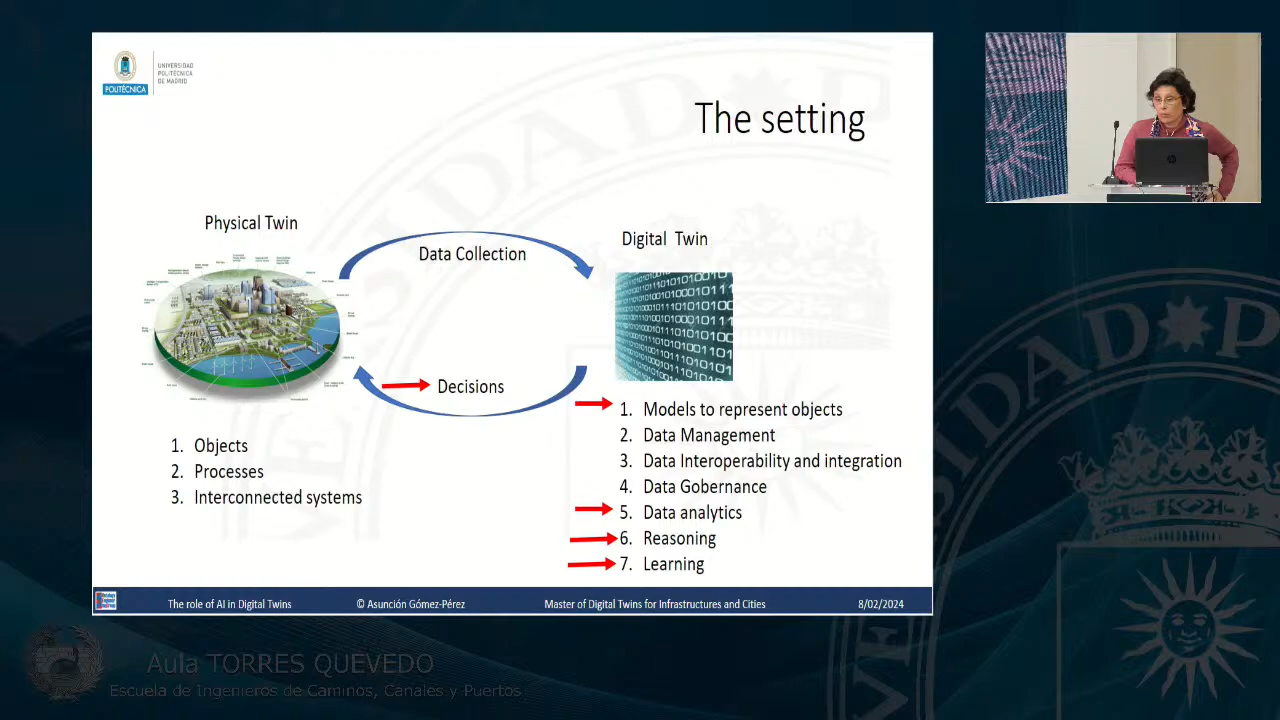 UNIVERSIDAD
POLITÉCNICA
DE MADRID
POLITÉCNICA
The setting
Physical Twin
Data Collection
Digital Twin
Decisions
1. Objects
2. Processes
3. Interconnected systems
1. Models to represent objects
2. Data Management
3. Data Interoperability and integration
4. Data Gobernance
5. Data analytics
6. Reasoning
7. Learning
The role of AI in Digital Twins
© Asunción Gómez-Pérez
Master of Digital Twins for Infrastructures and Cities
8/02/2024
Aula TORRES QUEVEDO
Escuela de Ingenieros de Caminos, Canales y Puertos